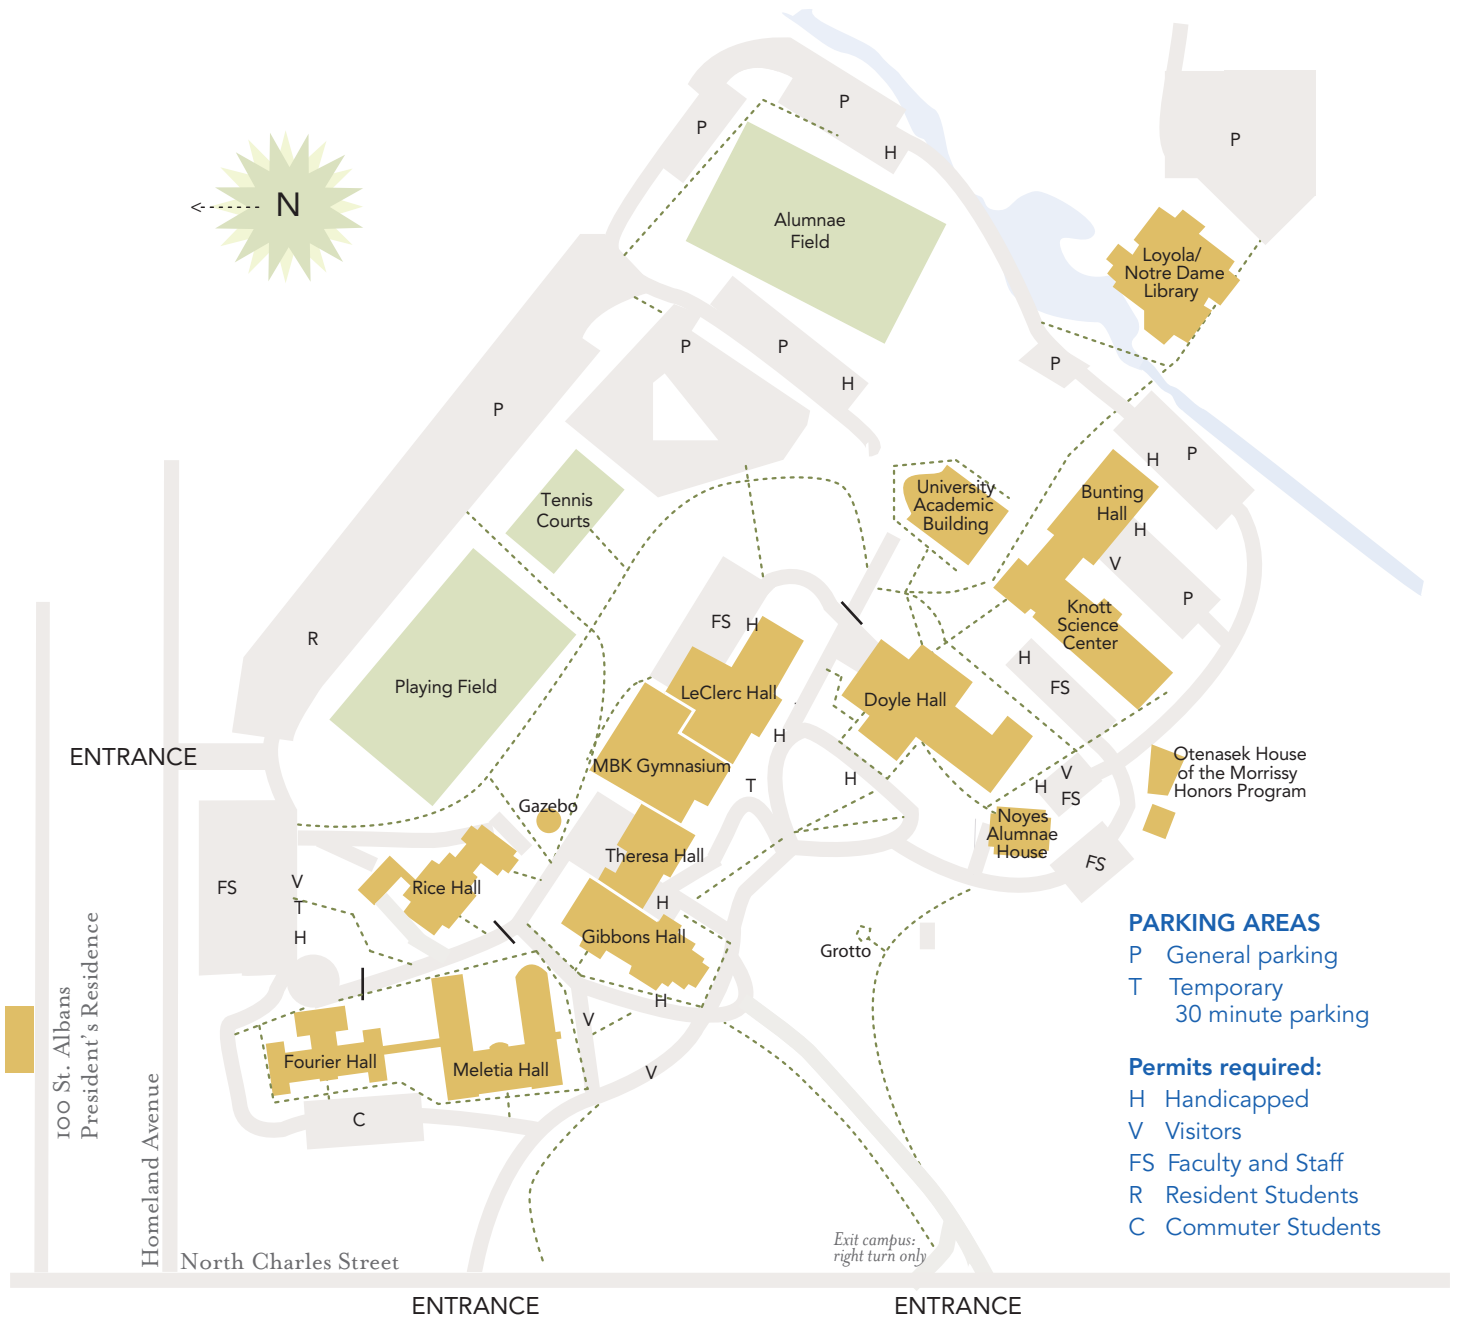 P
P
P
H
N
Alumnae
Field
Loyola/
Notre Dame
Library
P
P
P
H
P
P
H
P
Tennis
Courts
University
Academic
Building
Bunting
Hall
H
V
P
Knott
Science
Center
R
FS
H
H
FS
Playing Field
LeClerc Hall
Doyle Hall
H
ENTRANCE
MBK Gymnasium
T
H
V
H
FS
Otenasek House
of the Morrissy
Honors Program
Gazebo
Noyes
Alumnae
House
FS
Theresa Hall
Rice Hall
FS
V
T
H
H
Gibbons Hall
Grotto
H
V
V
Fourier Hall
Meletia Hall
C
100 St. Albans
President's Residence
Homeland Avenue
North Charles Street
Exit campus:
right turn only
ENTRANCE
ENTRANCE
PARKING AREAS
P General parking
T Temporary
30 minute parking
Permits required:
H Handicapped
V Visitors
FS Faculty and Staff
R Resident Students
C Commuter Students